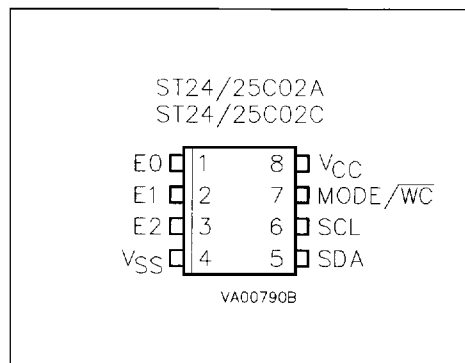 ST24/25C02A
ST24/25C02C
E0 1 8 VCC
E1 2 7 MODE/WC
E2 3 6 SCL
VSS 4 5 SDA
VA00790B